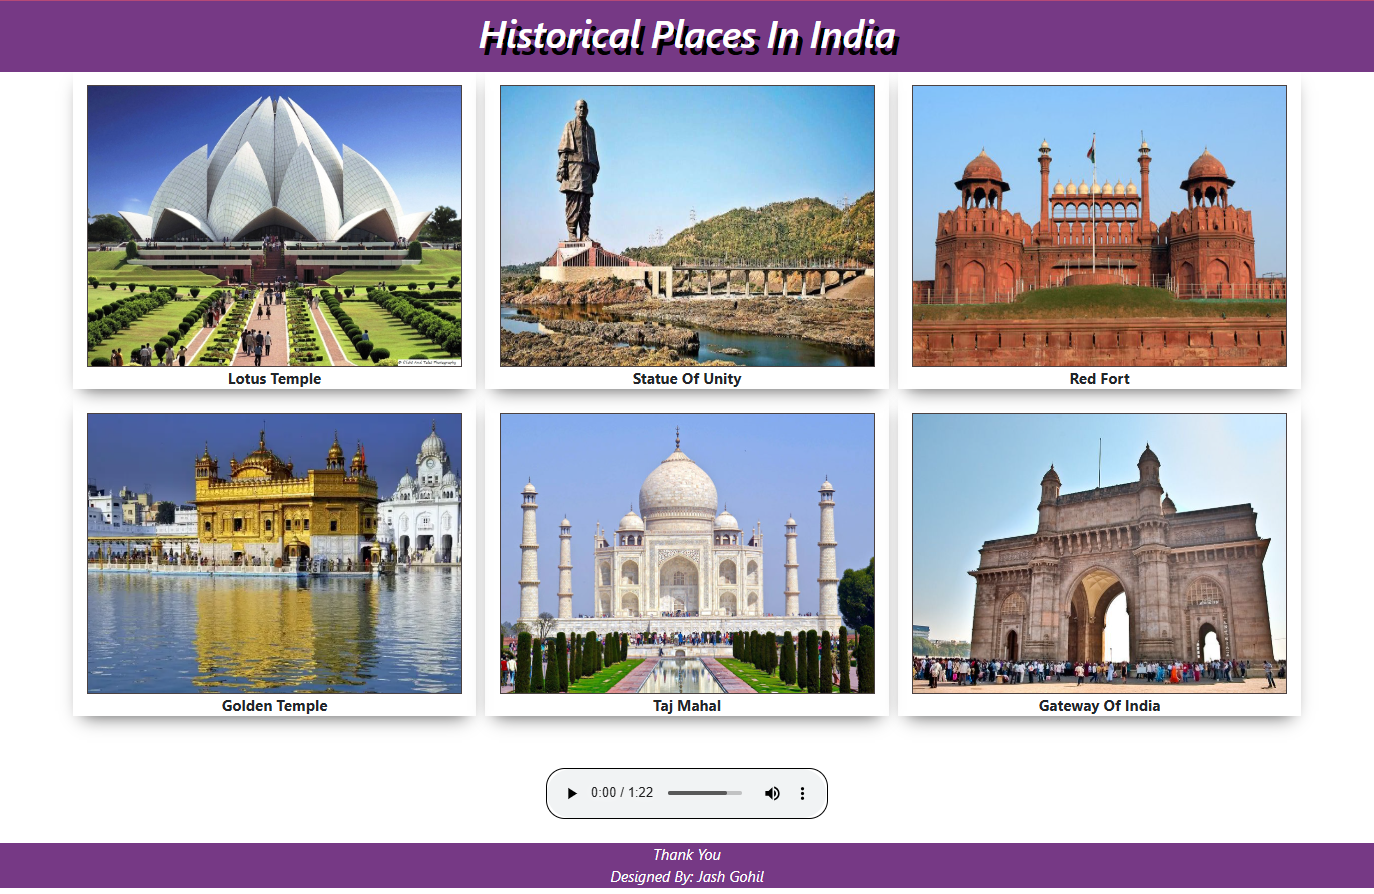 Historical Places In India
Lotus Temple
Statue Of Unity
Red Fort
Golden Temple
Taj Mahal
Gateway Of India
0:00 / 1:22
Thank You
Designed By: Jash Gohil